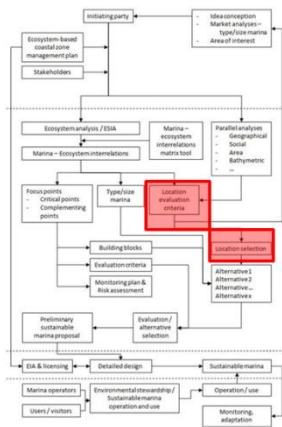 Initiating party
- Idea conception
- Market analyses –
type/size marina
- Area of interest
Ecosystem-based
coastal zone
management plan
Stakeholders
Ecosystem analysis / ESIA
Marina –
ecosystem
interrelations
matrix tool
Parallel analyses
- Geographical
- Social
- Area
- Bathymetric
- ...
Marina – Ecosystem interrelations
Focus points
- Critical points
- Complementing
points
Type/size
marina
Location
evaluation
criteria
Building blocks
Evaluation criteria
Monitoring plan &
Risk assessment
Location selection
Alternative 1
Alternative 2
Alternative...
Alternative x
Preliminary
sustainable
marina proposal
Evaluation /
alternative
selection
EIA & licensing
Detailed design
Sustainable marina
Marina operators
Users / visitors
Environmental stewardship /
Sustainable marina
operation and use
Operation / use
Monitoring,
adaptation